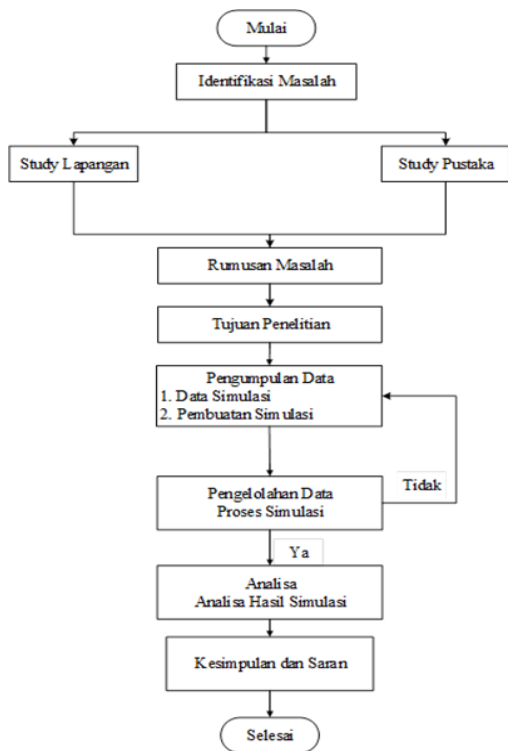 Mulai
Identifikasi Masalah
Study Lapangan
Study Pustaka
Rumusan Masalah
Tujuan Penelitian
Pengumpulan Data
1. Data Simulasi
2. Pembuatan Simulasi
Pengelolahan Data
Proses Simulasi
Tidak
Ya
Analisa
Analisa Hasil Simulasi
Kesimpulan dan Saran
Selesai